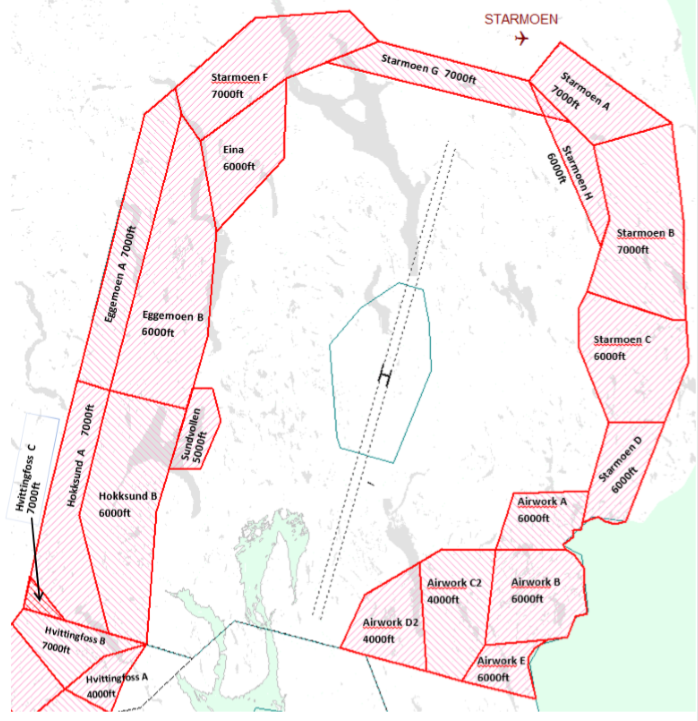 STARMOEN
Starmoen F
7000ft
Starmoen G 7000ft
Starmoen A
7000ft
Eina
6000ft
Starmoen H
6000ft
Starmoen B
7000ft
Eggemoen A 7000ft
Eggemoen B
6000ft
Starmoen C
6000ft
Sundvollen
5000ft
Hokksund A 7000ft
Starmoen D
6000ft
Hvittingfoss C
7000ft
Hokksund B
6000ft
Airwork A
6000ft
Airwork C2
4000ft
Airwork B
6000ft
Airwork D2
4000ft
Hvittingfoss B
7000ft
Airwork E
6000ft
Hvittingfoss A
4000ft